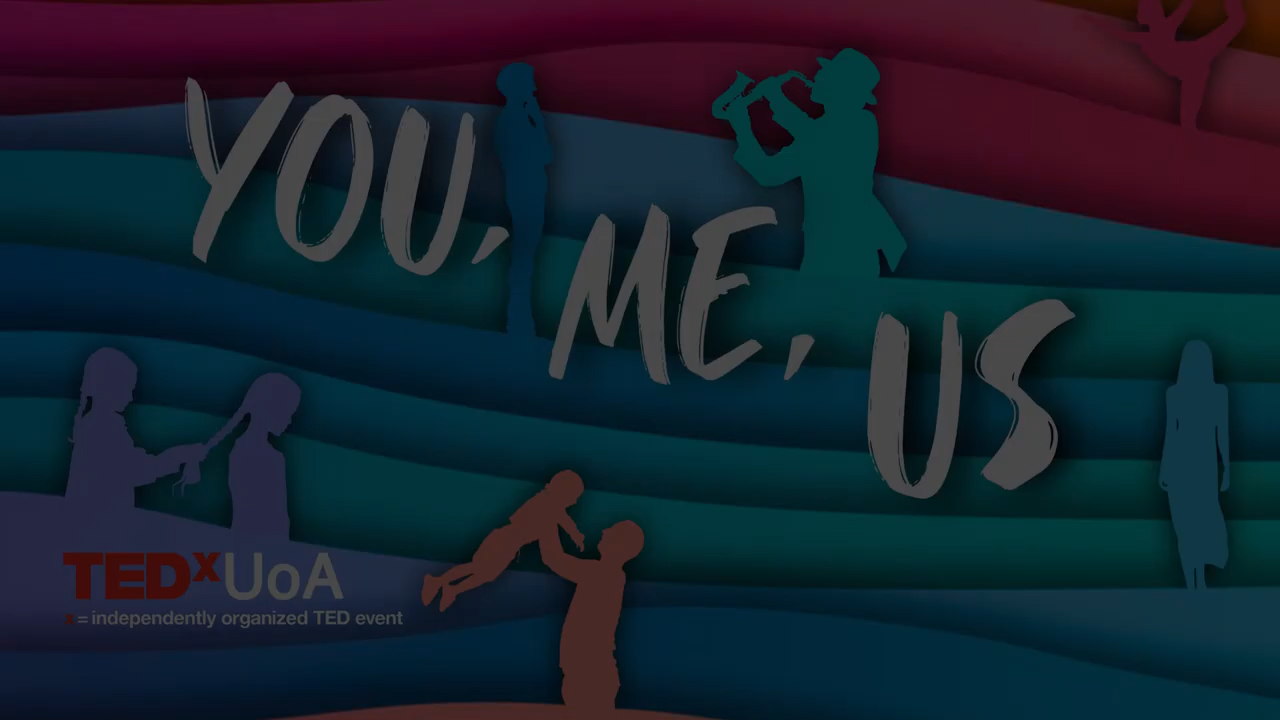 YOU,
ME,
US
TEDxUoA
x = independently organized TED event